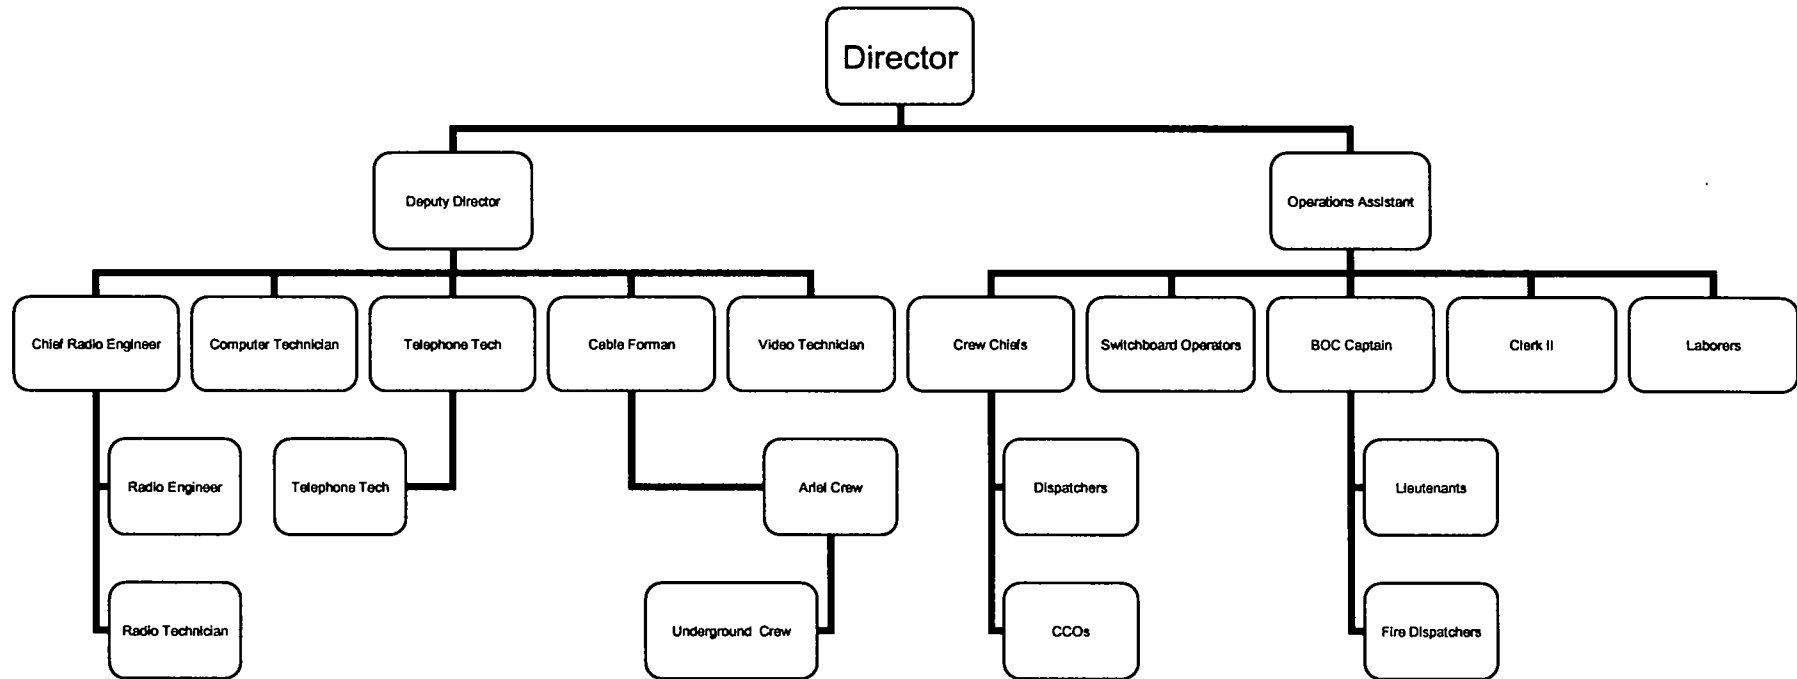 Director
Deputy Director
Operations Assistant
Chief Radio Engineer
Computer Technician
Telephone Tech
Cable Forman
Video Technician
Crew Chiefs
Switchboard Operators
BOC Captain
Clerk II
Laborers
Radio Engineer
Telephone Tech
Ariel Crew
Dispatchers
Lieutenants
Radio Technician
Underground Crew
CCOs
Fire Dispatchers